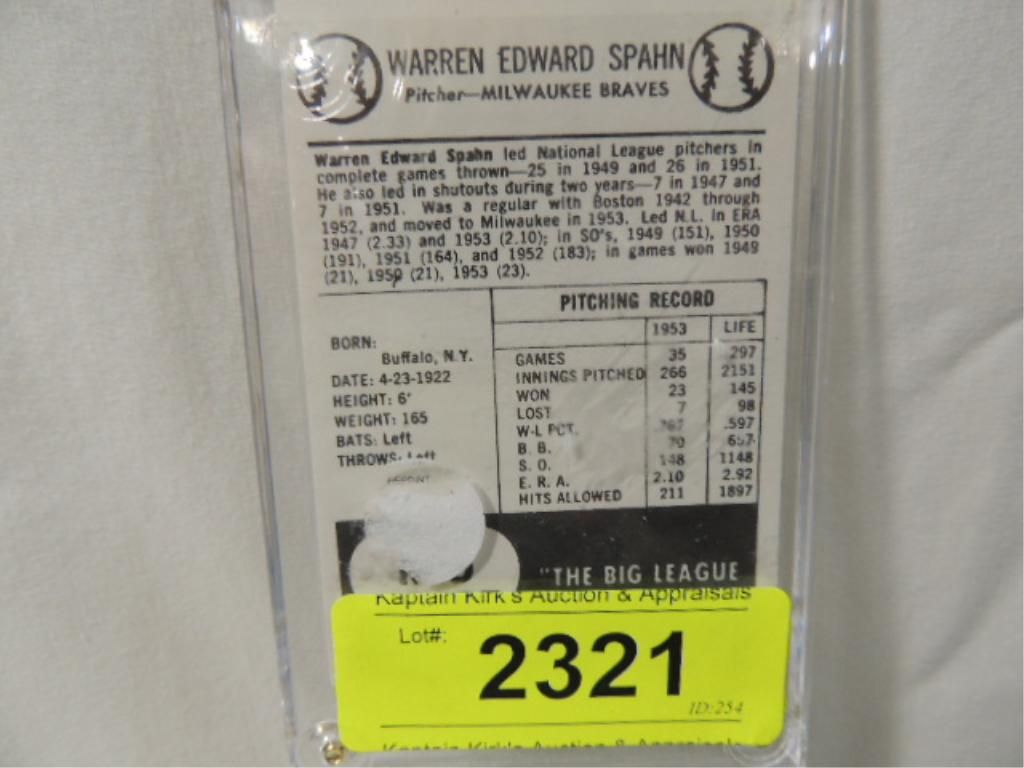 WARREN EDWARD SPAHN
Pitcher—MILWAUKEE BRAVES
Warren Edward Spahn led National League pitchers in
complete games thrown—25 in 1949 and 26 in 1951.
He also led in shutouts during two years—7 in 1947 and
7 in 1951. Was a regular with Boston 1942 through
1952, and moved to Milwaukee in 1953. Led N.L. in ERA
1947 (2.33) and 1953 (2.10); in SO's, 1949 (151), 1950
(191), 1951 (164), and 1952 (183); in games won 1949
(21), 1950 (21), 1953 (23).
BORN:
Buffalo, N.Y.
DATE: 4-23-1922
HEIGHT: 6'
WEIGHT: 165
BATS: Left
THROWS: Left
PITCHING RECORD
1953 LIFE
GAMES 35 297
INNINGS PITCHED 266 2151
WON 23 145
LOST 7 98
W-L PCT. .597
B. B. 70 657
S. O. 148 1148
E. R. A. 2.10 2.92
HITS ALLOWED 211 1897
"THE BIG LEAGUE
Kaptain Kirk's Auction & Appraisals
Lot#:
2321
ID:254
Kaptain Kirk's Auction & Appraisals